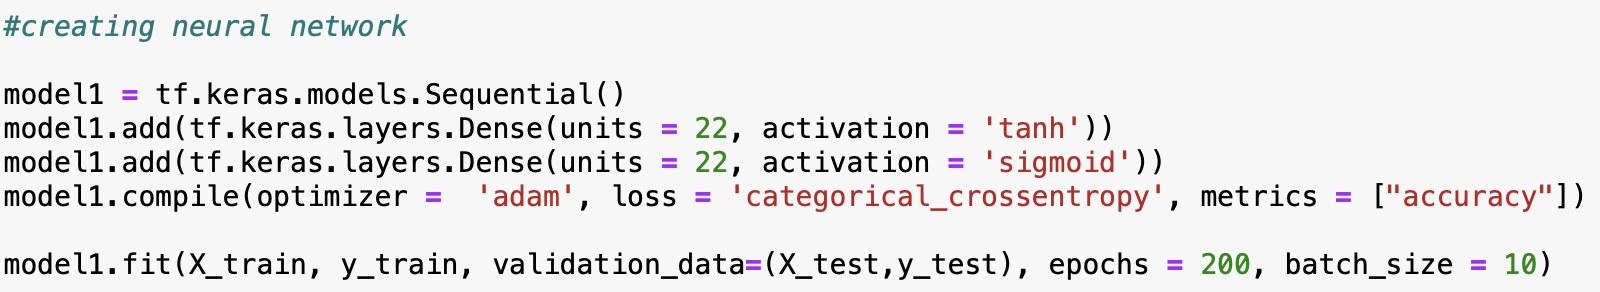 #creating neural network
model1 = tf.keras.models.Sequential()
model1.add(tf.keras.layers.Dense(units = 22, activation = 'tanh'))
model1.add(tf.keras.layers.Dense(units = 22, activation = 'sigmoid'))
model1.compile(optimizer =  'adam', loss = 'categorical_crossentropy', metrics = ["accuracy"])
model1.fit(X_train, y_train, validation_data=(X_test,y_test), epochs = 200, batch_size = 10)